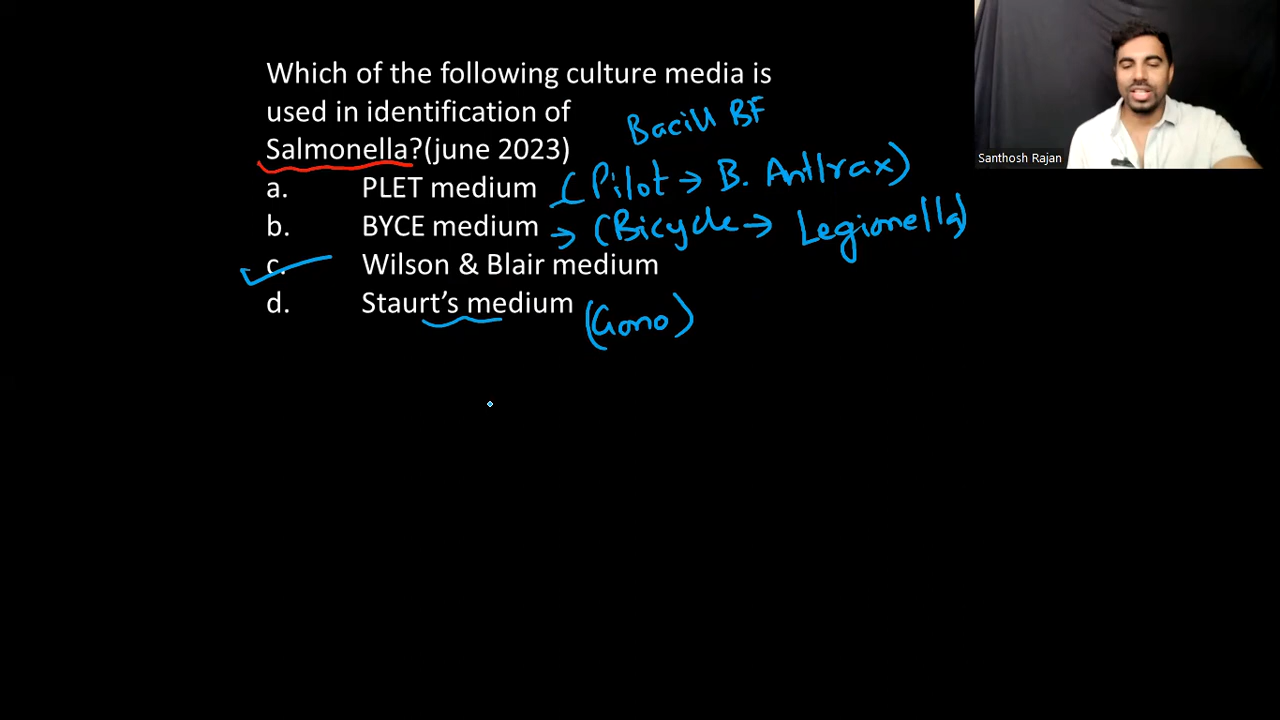 Which of the following culture media is
used in identification of
Bacill BF
Salmonella?(june 2023)
a. PLET medium (Pilot → B. Anthrax)
b. BYCE medium → (Bicycle → Legionella)
c. Wilson & Blair medium
d. Staurt's medium (Gono)
Santhosh Rajan